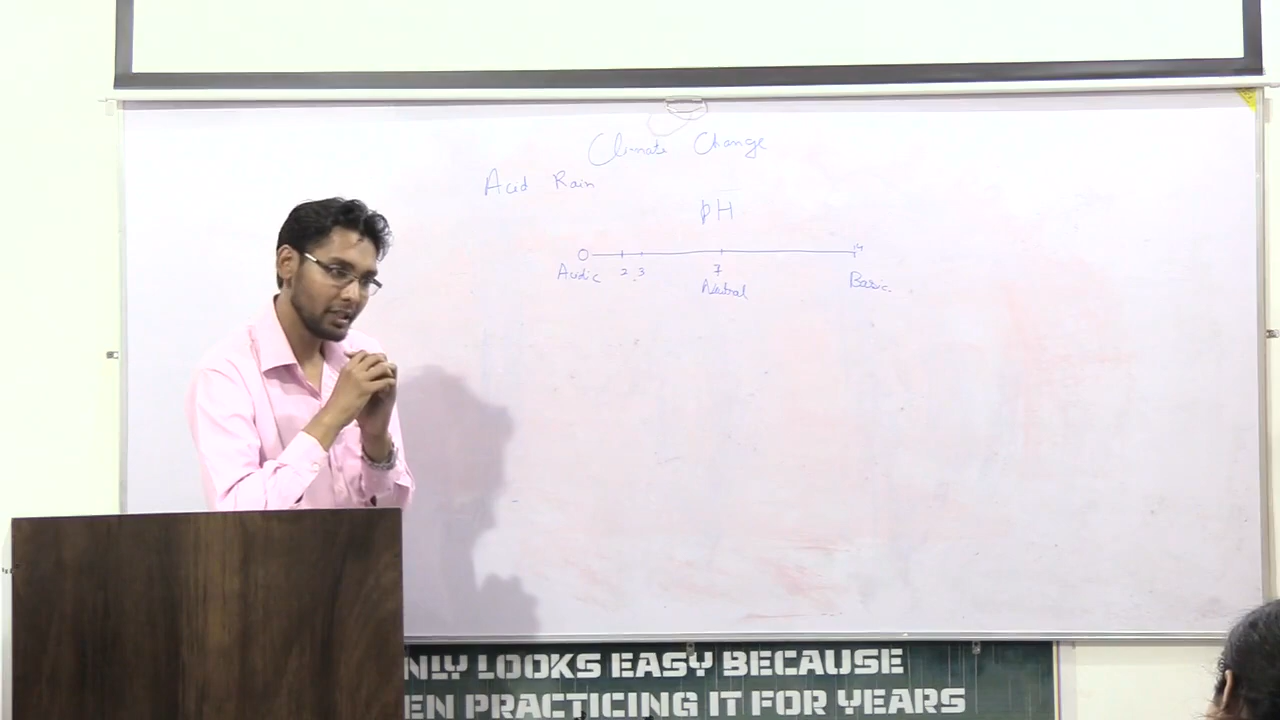 Climate Change
Acid Rain
pH
0 2 3 7 14
Acidic Neutral Basic.
NLY LOOKS EASY BECAUSE
EN PRACTICING IT FOR YEARS